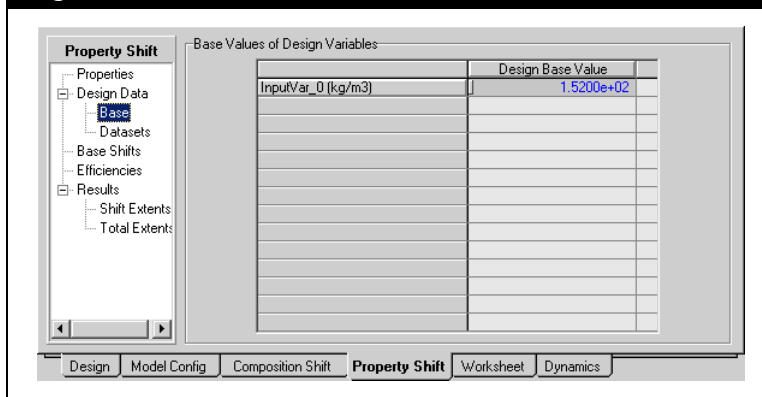 Property Shift
Properties
Design Data
Base
Datasets
Base Shifts
Efficiencies
Results
Shift Extents
Total Extents
Base Values of Design Variables
Design Base Value
InputVar_0 (kg/m3) 1.5200e+02
Design Model Config Composition Shift Property Shift Worksheet Dynamics